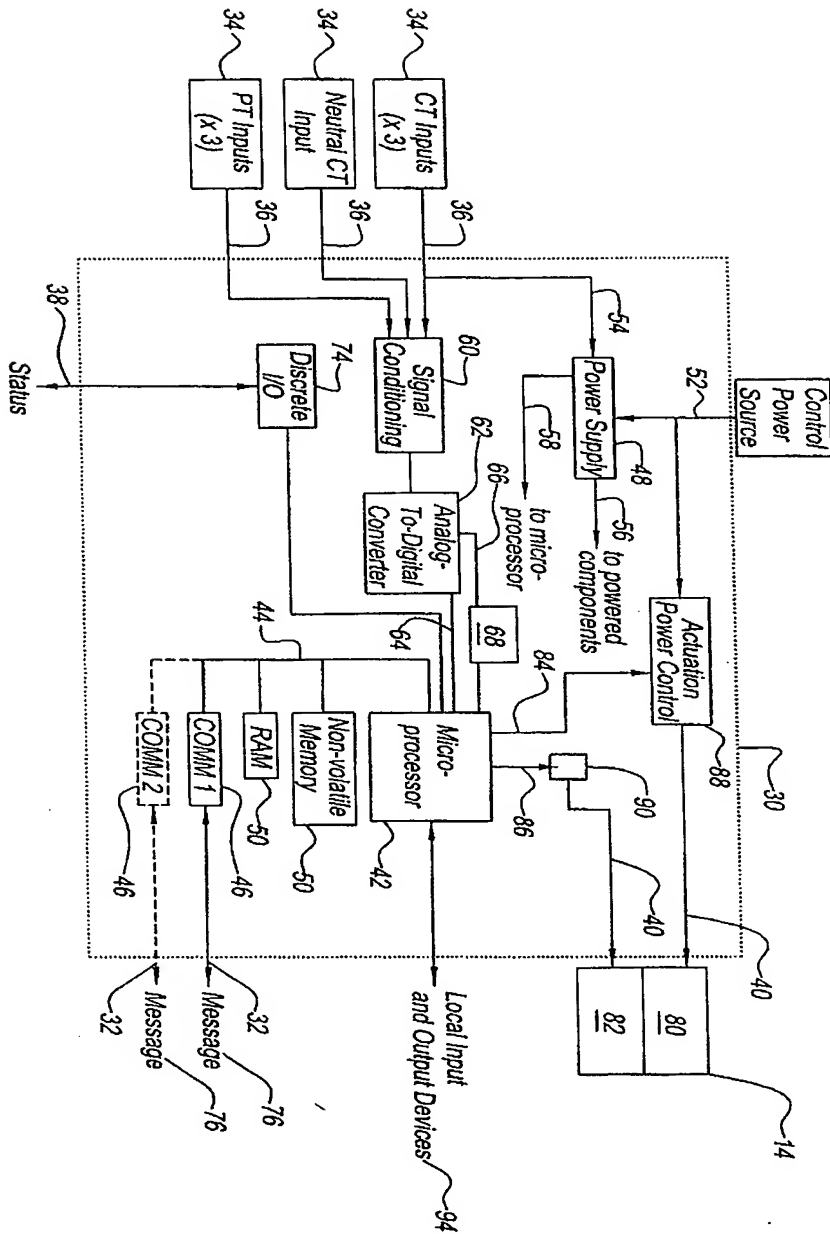 34
PT Inputs
(x 3)
36
34
Neutral CT
Input
36
34
CT Inputs
(x 3)
36
38
Status
74
Discrete
I/O
60
Signal
Conditioning
62
Analog-
To-Digital
Converter
64
66
68
54
52
Control
Power
Source
Power Supply
48
58
to micro-
processor
56
to powered
components
Actuation
Power Control
88
30
84
86
90
40
40
44
Micro-
processor
42
Non-volatile
Memory
50
RAM
50
COMM 1
46
COMM 2
46
32
Message
76
32
Message
76
Local Input
and Output Devices
94
80
82
14